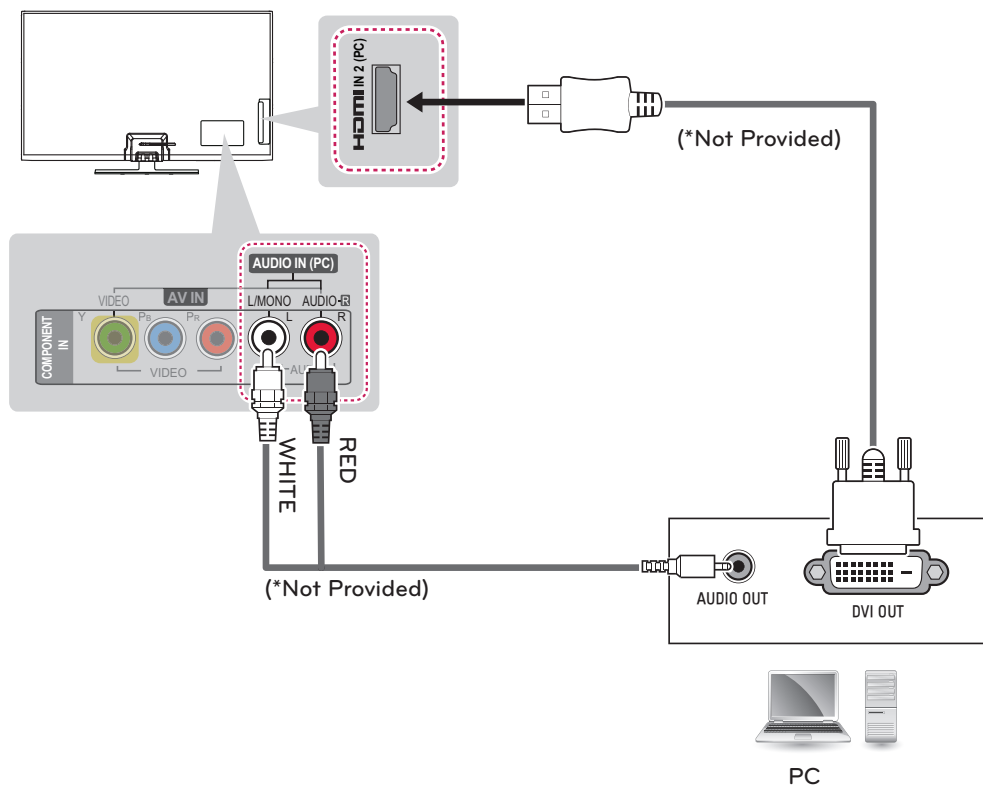 HDMI IN 2 (PC)
(*Not Provided)
AUDIO IN (PC)
VIDEO
AV IN
L/MONO
AUDIO
R
COMPONENT
IN
Y
PB
PR
L
R
VIDEO
WHITE
RED
(*Not Provided)
AUDIO OUT
DVI OUT
PC